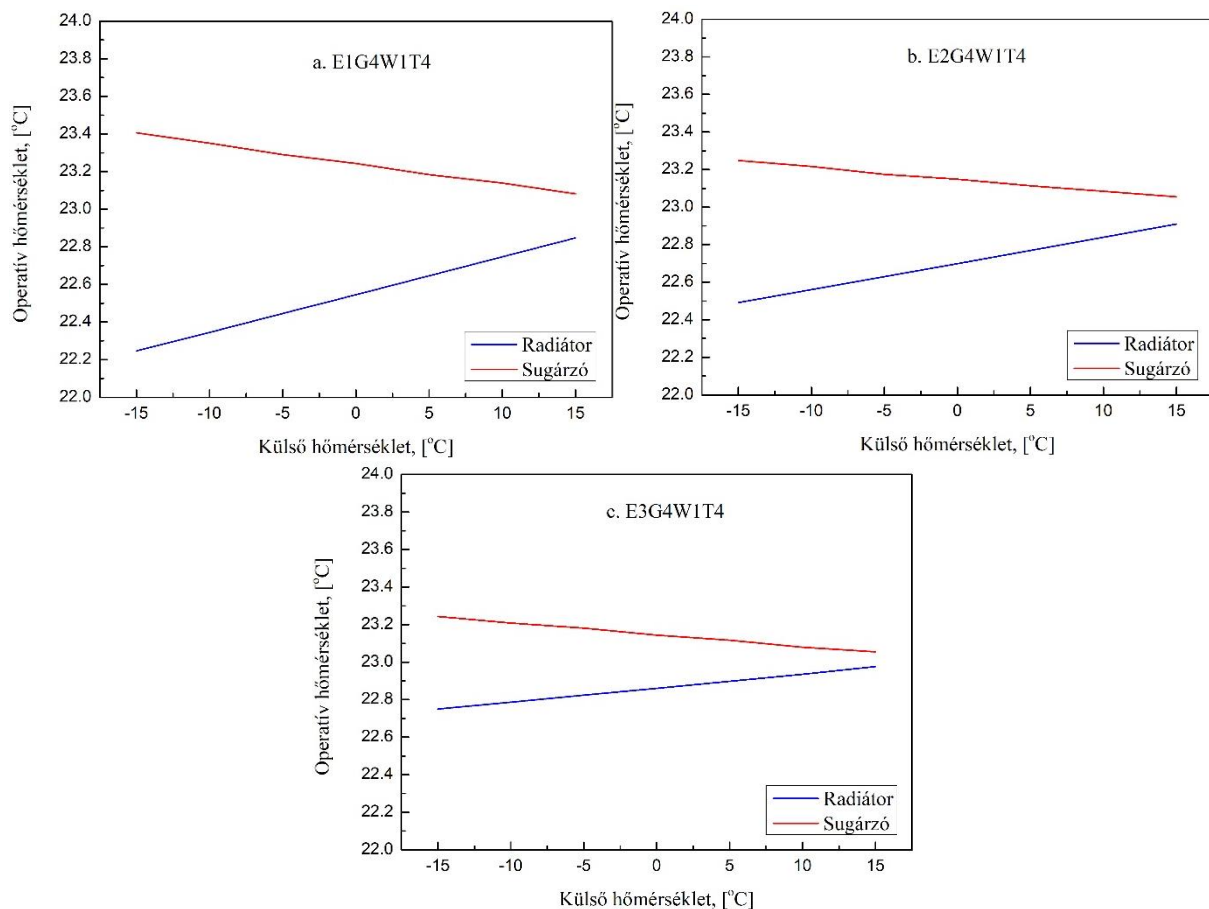 a. E1G4W1T4
Operatív hőmérséklet, [°C]
24.0
23.8
23.6
23.4
23.2
23.0
22.8
22.6
22.4
22.2
22.0
Radiátor
Sugárzó
-15 -10 -5 0 5 10 15
Külső hőmérséklet, [°C]
b. E2G4W1T4
Operatív hőmérséklet, [°C]
24.0
23.8
23.6
23.4
23.2
23.0
22.8
22.6
22.4
22.2
22.0
Radiátor
Sugárzó
-15 -10 -5 0 5 10 15
Külső hőmérséklet, [°C]
c. E3G4W1T4
Operatív hőmérséklet, [°C]
24.0
23.8
23.6
23.4
23.2
23.0
22.8
22.6
22.4
22.2
22.0
Radiátor
Sugárzó
-15 -10 -5 0 5 10 15
Külső hőmérséklet, [°C]